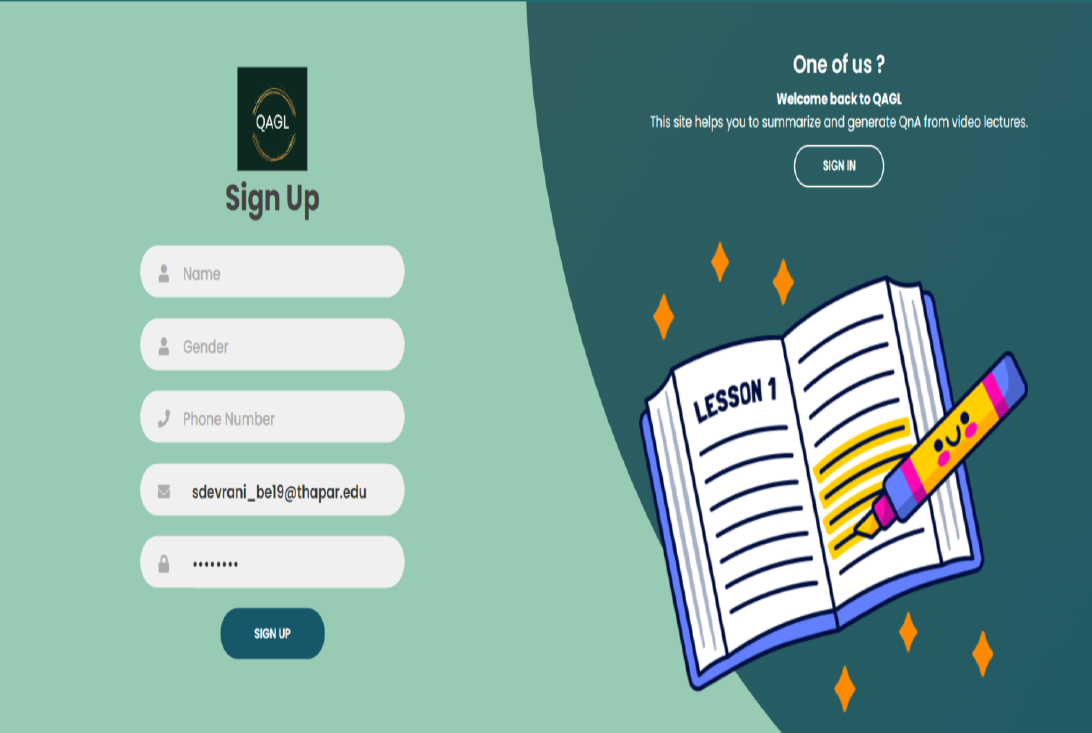 QAGL
Sign Up
Name
Gender
Phone Number
sdevrani_be19@thapar.edu
••••••••
SIGN UP
One of us ?
Welcome back to QAGL
This site helps you to summarize and generate QnA from video lectures.
SIGN IN
LESSON 1